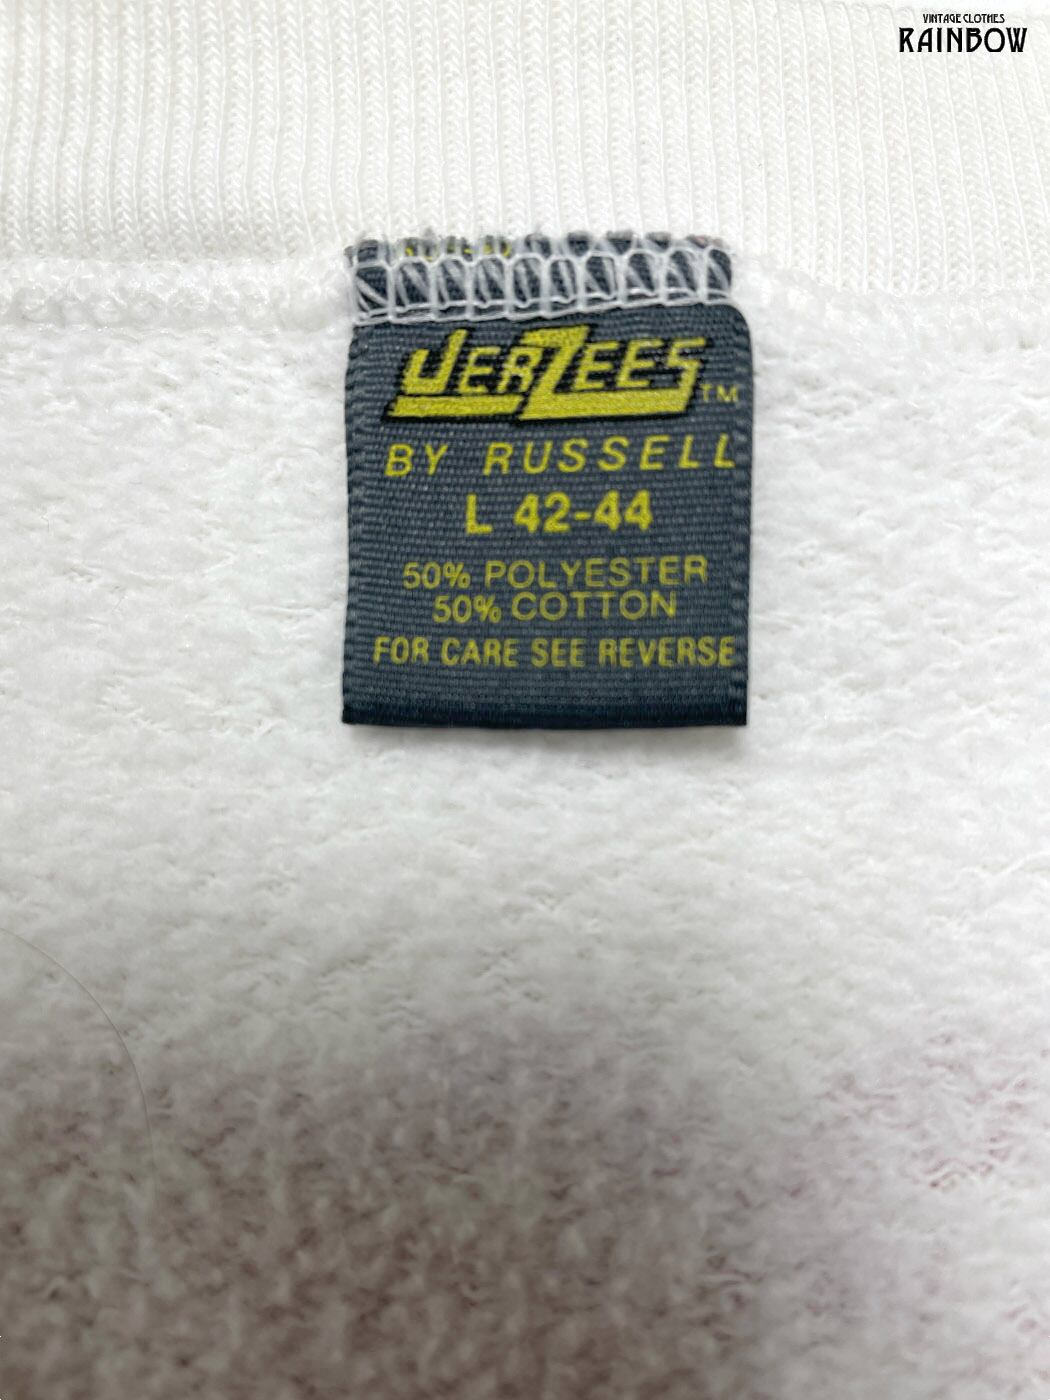 VINTAGE CLOTHES
RAINBOW
JERZEES TM
BY RUSSELL
L 42-44
50% POLYESTER
50% COTTON
FOR CARE SEE REVERSE